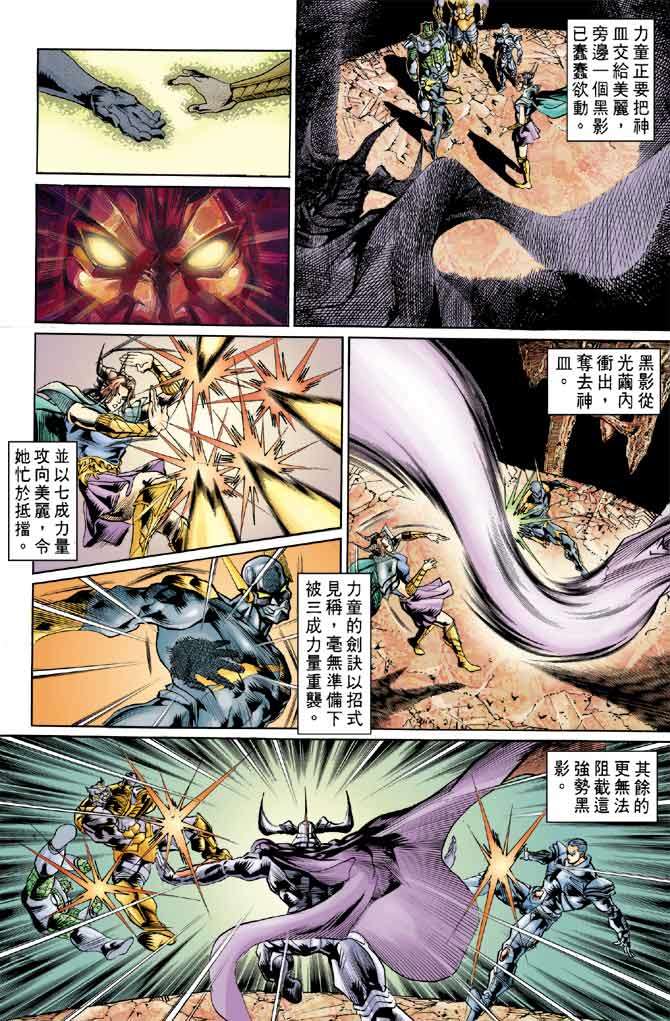 力童正要把神
皿交給美麗，
旁邊一個黑影
已蠢蠢欲動。
黑影從
光繭內
衝出，
奪去神
皿。
並以七成力量
攻向美麗，令
她忙於抵擋。
力童的劍訣以招式
見稱，毫無準備下
被三成力量重襲。
其餘的
更無法
阻截這
強勢黑
影。